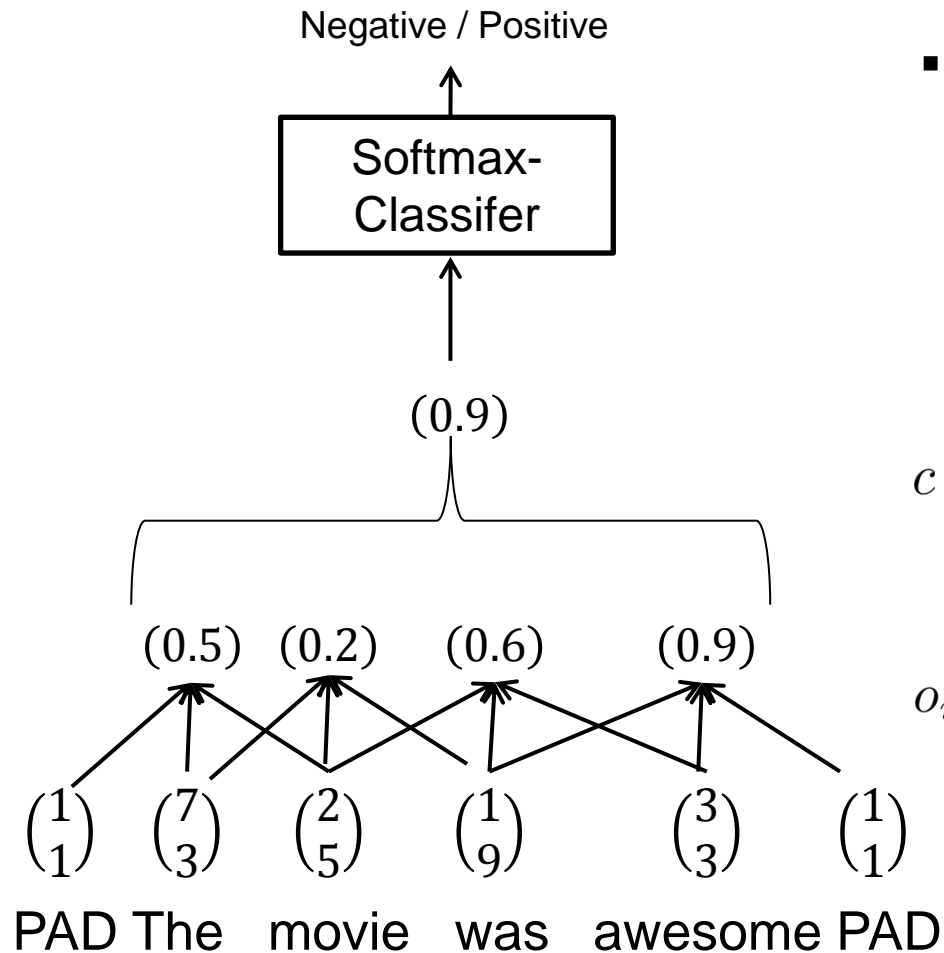 Negative / Positive
▪
Softmax-
Classifer
(0.9)
c
(0.5) (0.2) (0.6) (0.9)
o
(1 1) (7 3) (2 5) (1 9) (3 3) (1 1)
PAD The movie was awesome PAD